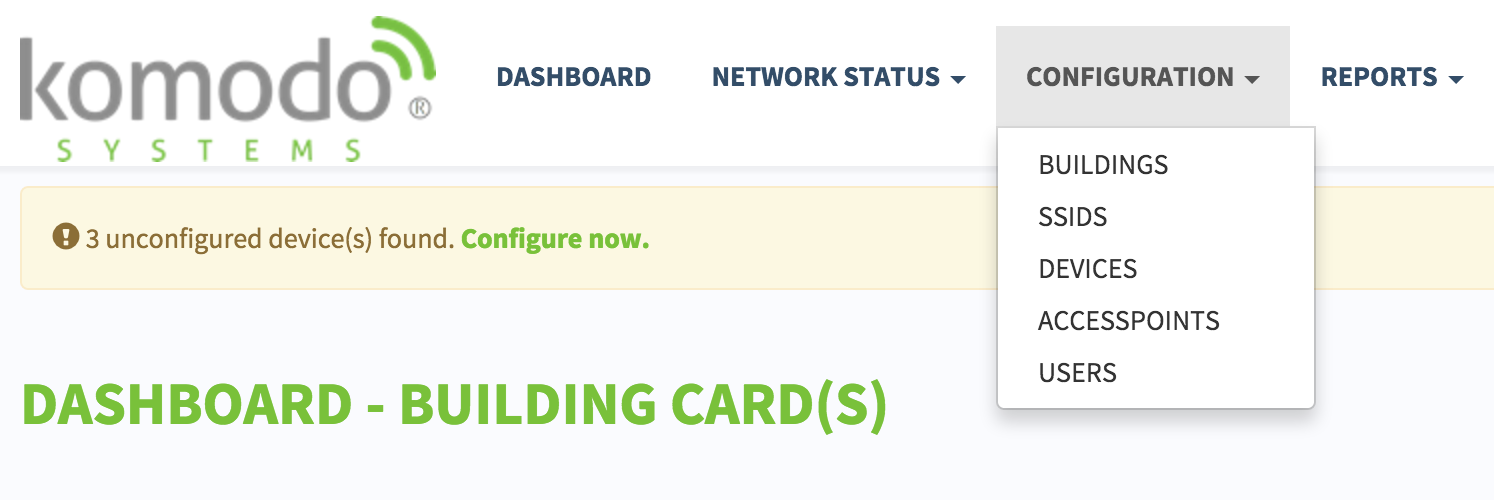 komodo®
SYSTEMS
DASHBOARD NETWORK STATUS CONFIGURATION REPORTS
BUILDINGS
SSIDS
DEVICES
ACCESSPOINTS
USERS
3 unconfigured device(s) found. Configure now.
DASHBOARD - BUILDING CARD(S)